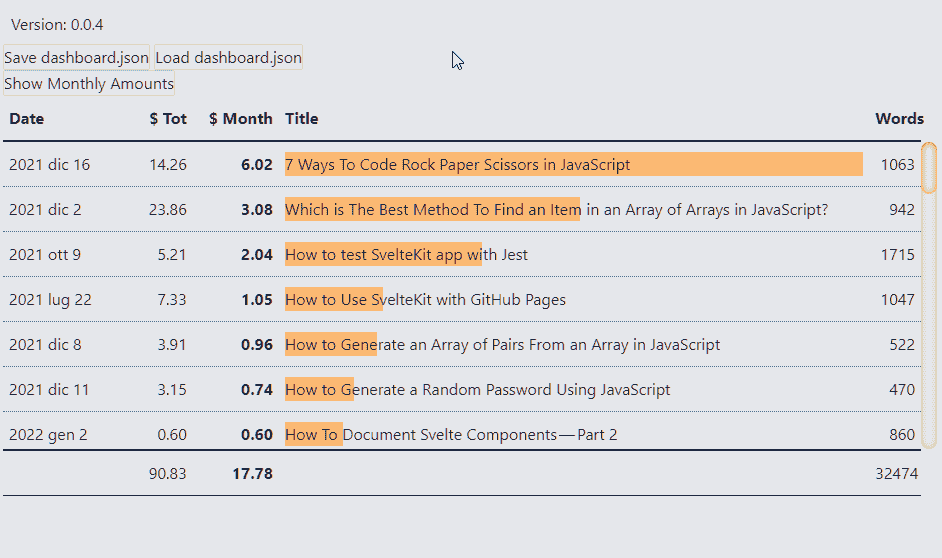 Version: 0.0.4
Save dashboard.json Load dashboard.json
Show Monthly Amounts
Date $ Tot $ Month Title Words
2021 dic 16 14.26 6.02 7 Ways To Code Rock Paper Scissors in JavaScript 1063
2021 dic 2 23.86 3.08 Which is The Best Method To Find an Item in an Array of Arrays in JavaScript? 942
2021 ott 9 5.21 2.04 How to test SvelteKit app with Jest 1715
2021 lug 22 7.33 1.05 How to Use SvelteKit with GitHub Pages 1047
2021 dic 8 3.91 0.96 How to Generate an Array of Pairs From an Array in JavaScript 522
2021 dic 11 3.15 0.74 How to Generate a Random Password Using JavaScript 470
2022 gen 2 0.60 0.60 How To Document Svelte Components — Part 2 860
90.83 17.78 32474